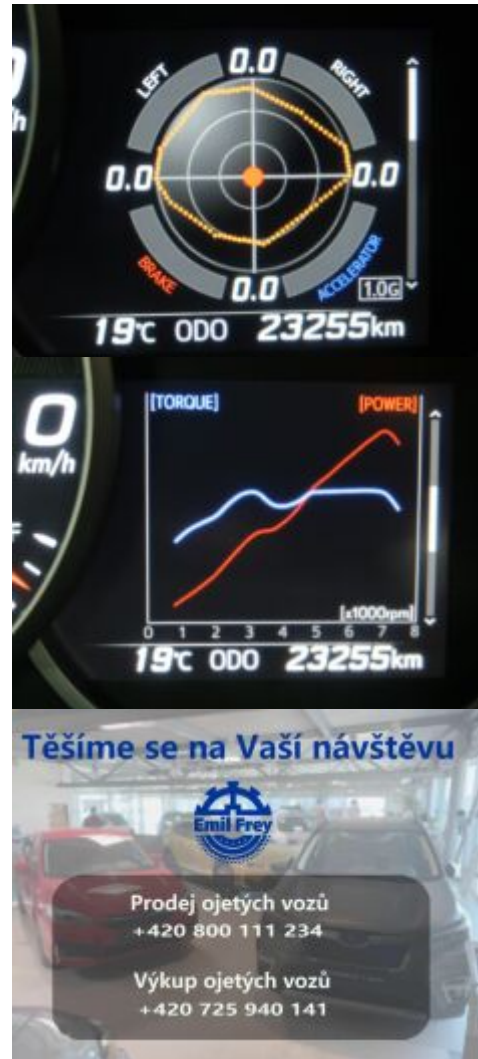 0.0
LEFT
RIGHT
0.0
0.0
h
BRAKE
ACCELERATOR
0.0
1.0G
19°C ODO 23255km
[TORQUE]
[POWER]
0
km/h
F
[x1000rpm]
0 1 2 3 4 5 6 7 8
19°C ODO 23255km
Těšíme se na Vaší návštěvu
Emil Frey
Prodej ojetých vozů
+420 800 111 234
Výkup ojetých vozů
+420 725 940 141